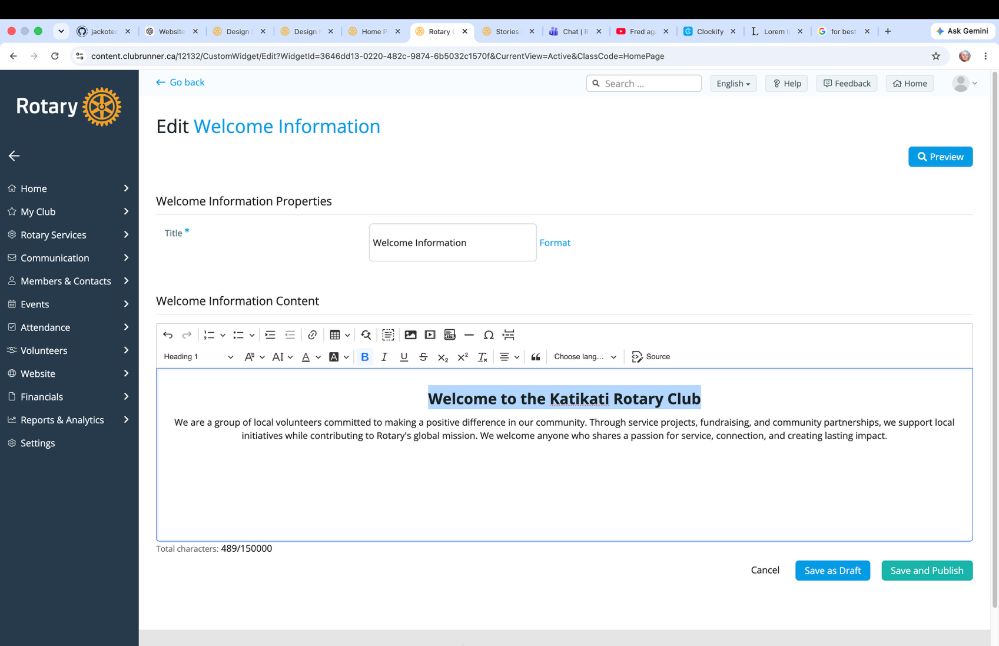 jackotec
Website
Design
Design
Home P
Rotary C
Stories
Chat | R
Fred ag
Clockify
Lorem I
for best
Ask Gemini
content.clubrunner.ca/12132/CustomWidget/Edit?WidgetId=3646dd13-0220-482c-9874-6b5032c1570f&CurrentView=Active&ClassCode=HomePage
Rotary
Home
My Club
Rotary Services
Communication
Members & Contacts
Events
Attendance
Volunteers
Website
Financials
Reports & Analytics
Settings
Go back
Search ...
English
Help
Feedback
Home
Edit Welcome Information
Preview
Welcome Information Properties
Title *
Welcome Information
Format
Welcome Information Content
Heading 1
Choose lang...
Source
Welcome to the Katikati Rotary Club
We are a group of local volunteers committed to making a positive difference in our community. Through service projects, fundraising, and community partnerships, we support local
initiatives while contributing to Rotary's global mission. We welcome anyone who shares a passion for service, connection, and creating lasting impact.
Total characters: 489/150000
Cancel
Save as Draft
Save and Publish